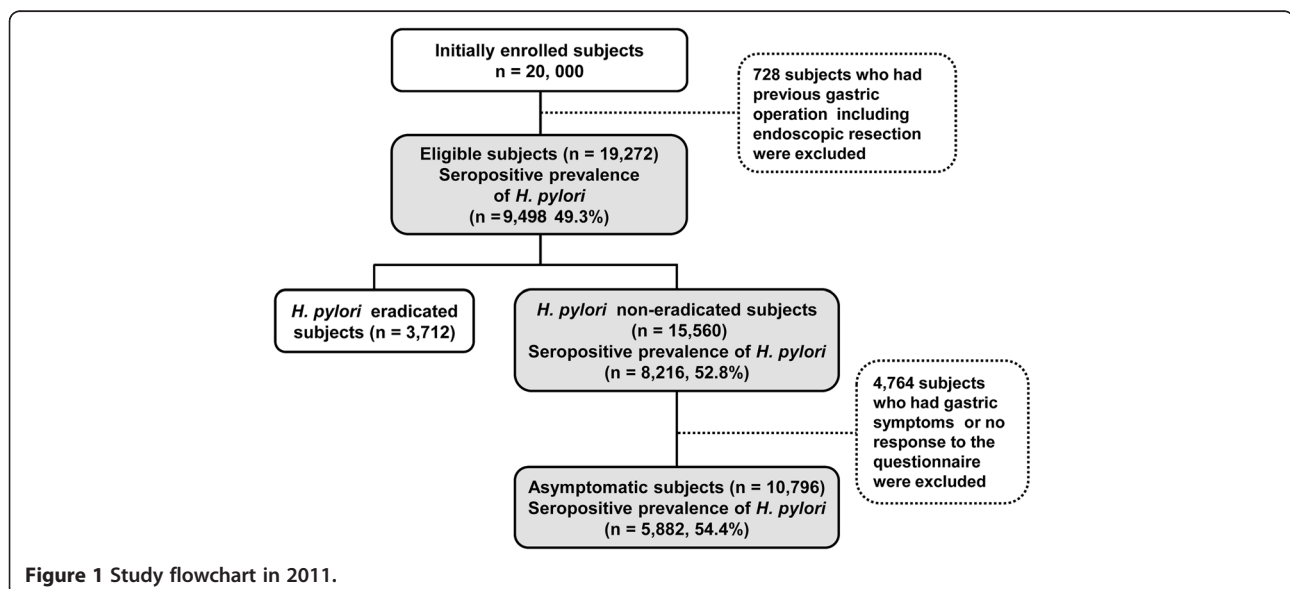 Initially enrolled subjects
n = 20, 000
728 subjects who had
previous gastric
operation including
endoscopic resection
were excluded
Eligible subjects (n = 19,272)
Seropositive prevalence
of H. pylori
(n = 9,498 49.3%)
H. pylori eradicated
subjects (n = 3,712)
H. pylori non-eradicated subjects
(n = 15,560)
Seropositive prevalence of H. pylori
(n = 8,216, 52.8%)
4,764 subjects
who had gastric
symptoms or no
response to the
questionnaire
were excluded
Asymptomatic subjects (n = 10,796)
Seropositive prevalence of H. pylori
(n = 5,882, 54.4%)
Figure 1 Study flowchart in 2011.